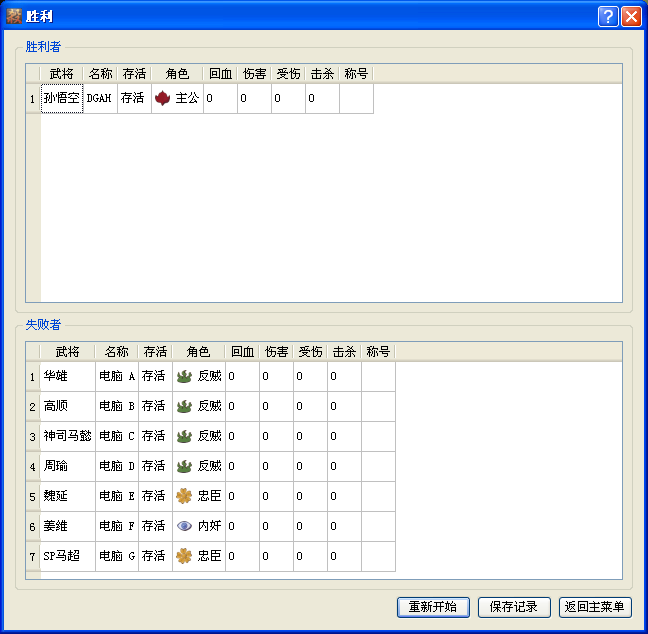 胜利
胜利者
武将 名称 存活 角色 回血 伤害 受伤 击杀 称号
1 孙悟空 DGAH 存活 主公 0 0 0 0
失败者
武将 名称 存活 角色 回血 伤害 受伤 击杀 称号
1 华雄 电脑 A 存活 反贼 0 0 0 0
2 高顺 电脑 B 存活 反贼 0 0 0 0
3 神司马懿 电脑 C 存活 反贼 0 0 0 0
4 周瑜 电脑 D 存活 反贼 0 0 0 0
5 魏延 电脑 E 存活 忠臣 0 0 0 0
6 姜维 电脑 F 存活 内奸 0 0 0 0
7 SP马超 电脑 G 存活 忠臣 0 0 0 0
重新开始 保存记录 返回主菜单